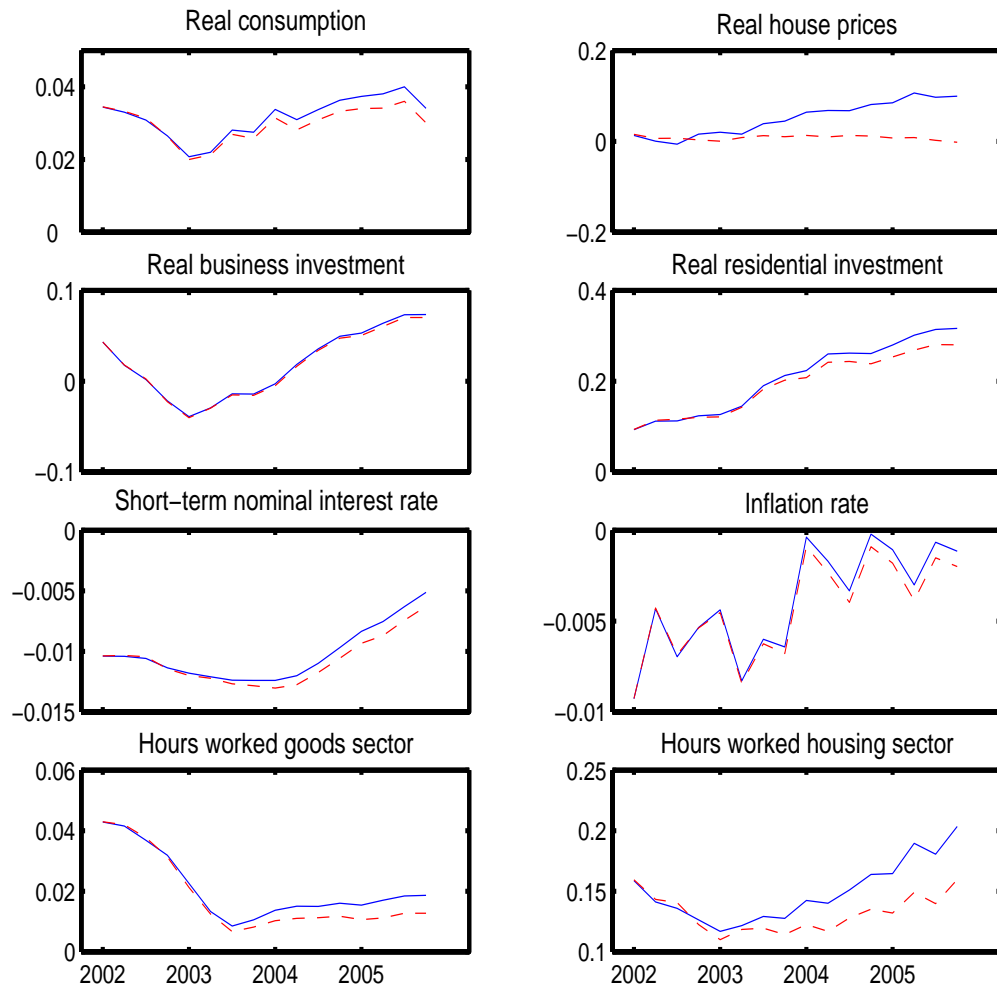 Real consumption
0.04
0.02
0
Real house prices
0.2
0
−0.2
Real business investment
0.1
0
−0.1
Real residential investment
0.4
0.2
0
Short−term nominal interest rate
0
−0.005
−0.01
−0.015
Inflation rate
0
−0.005
−0.01
Hours worked goods sector
0.06
0.04
0.02
0
2002 2003 2004 2005
Hours worked housing sector
0.25
0.2
0.15
0.1
2002 2003 2004 2005